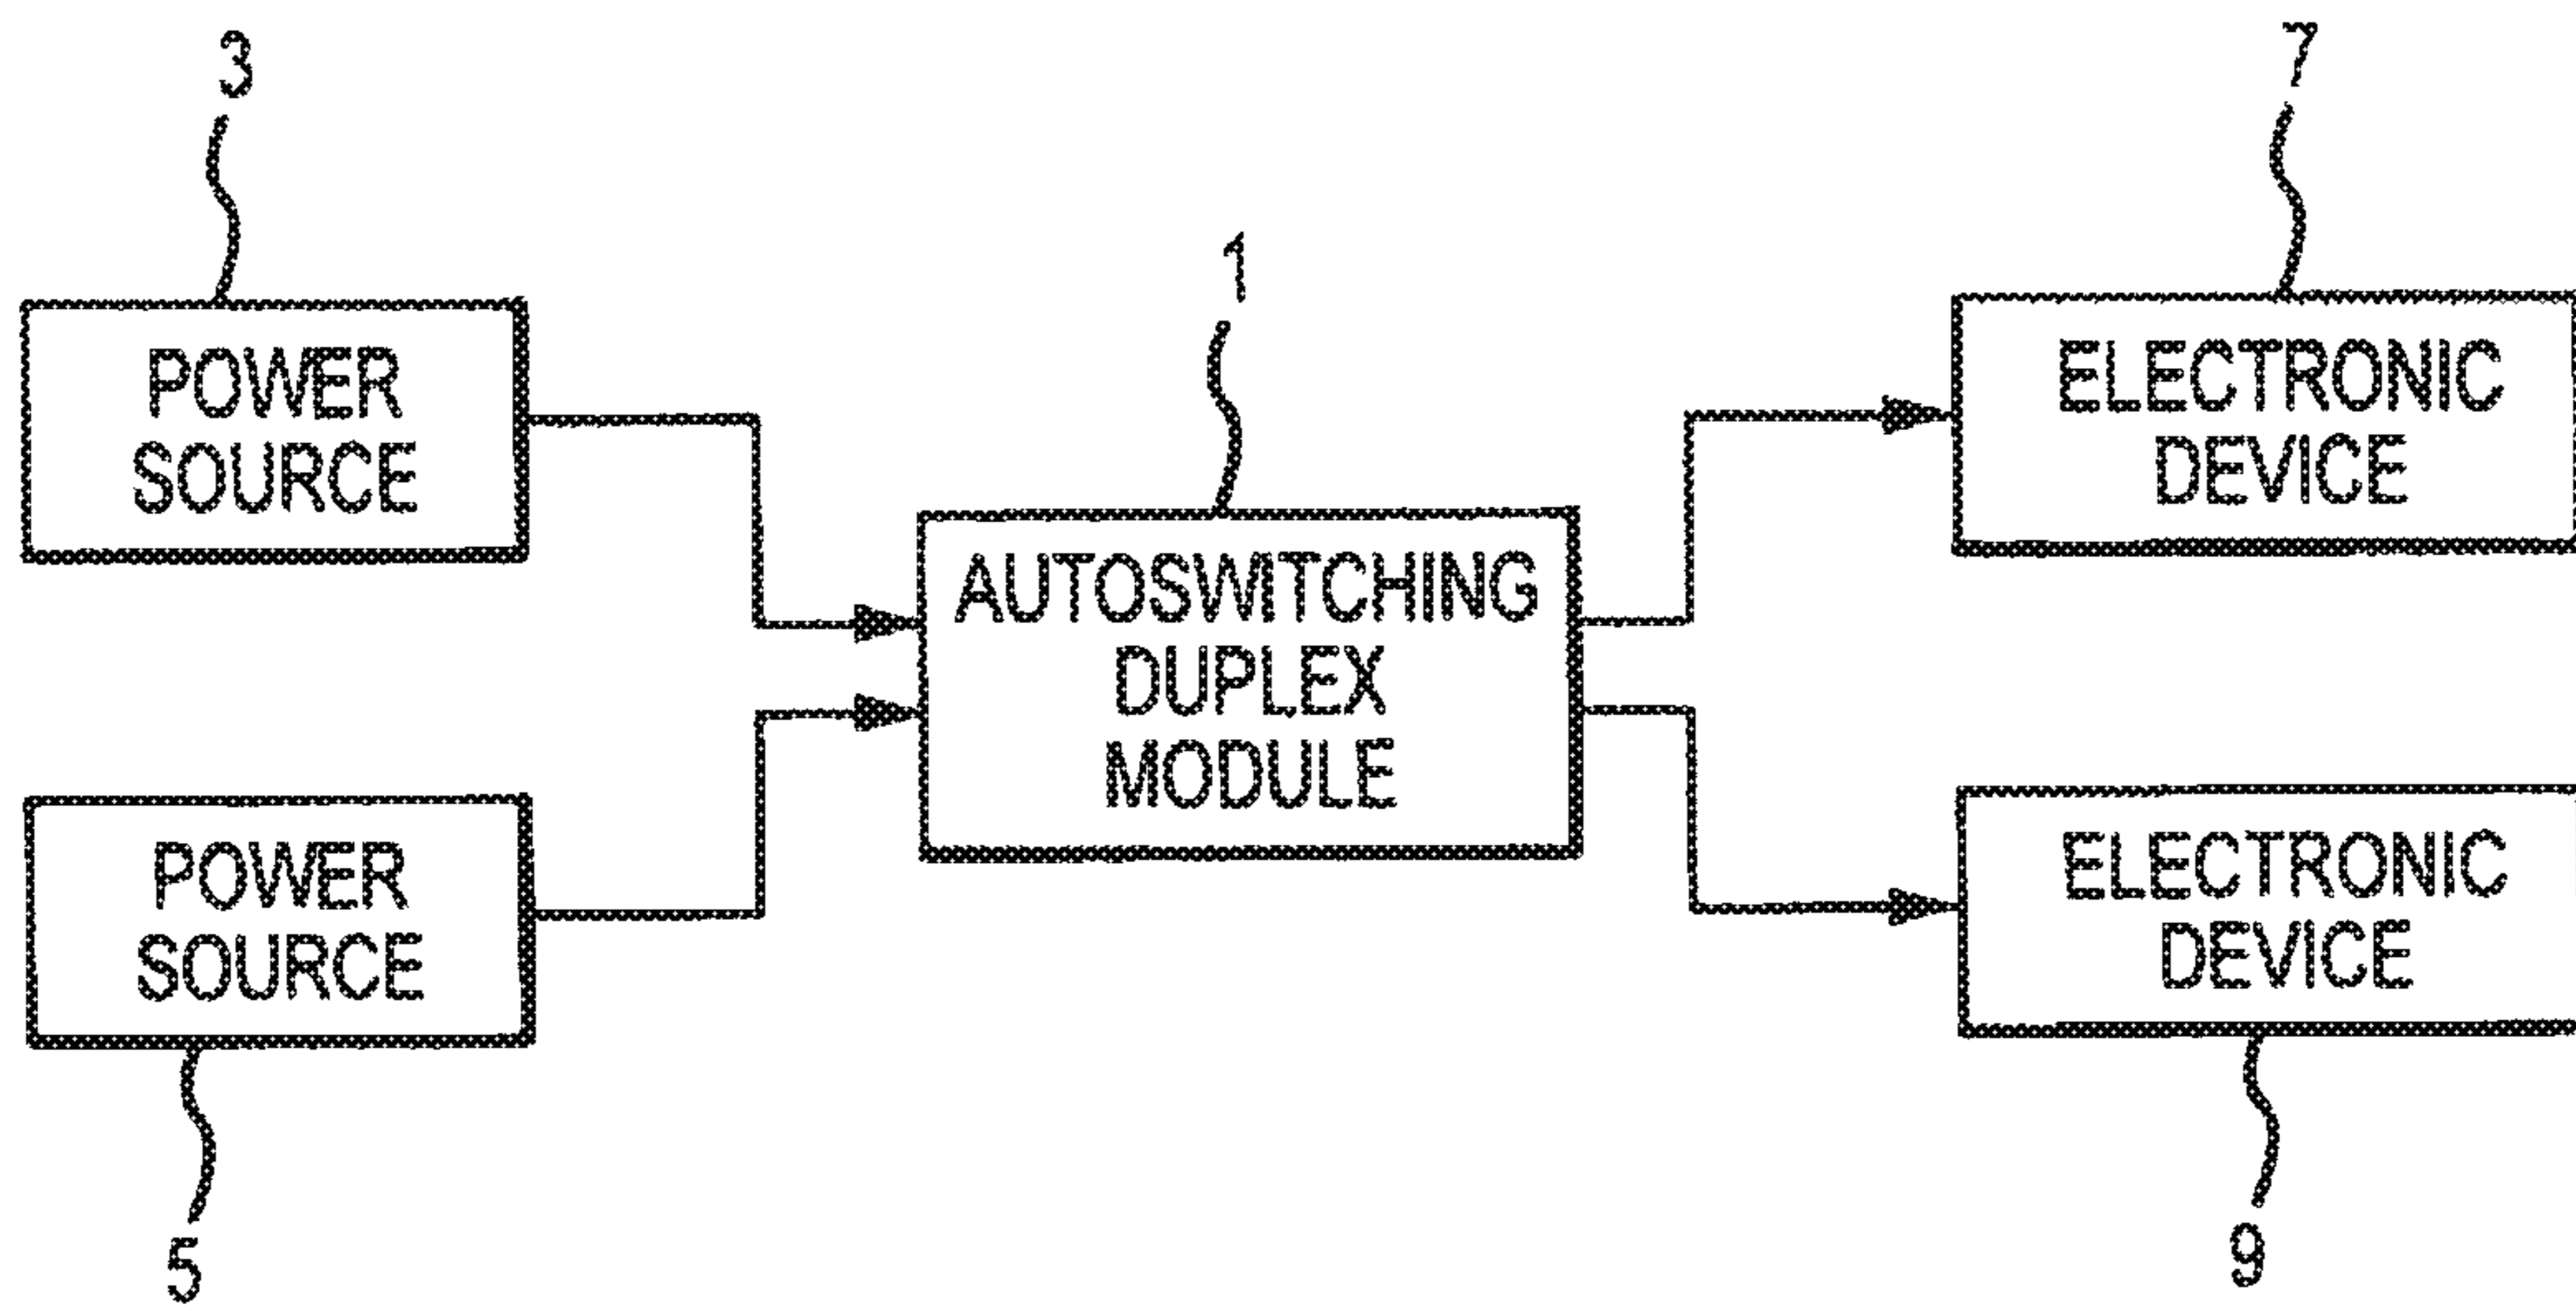 3
7
1
POWER
SOURCE
ELECTRONIC
DEVICE
AUTOSWITCHING
DUPLEX
MODULE
POWER
SOURCE
ELECTRONIC
DEVICE
5
9